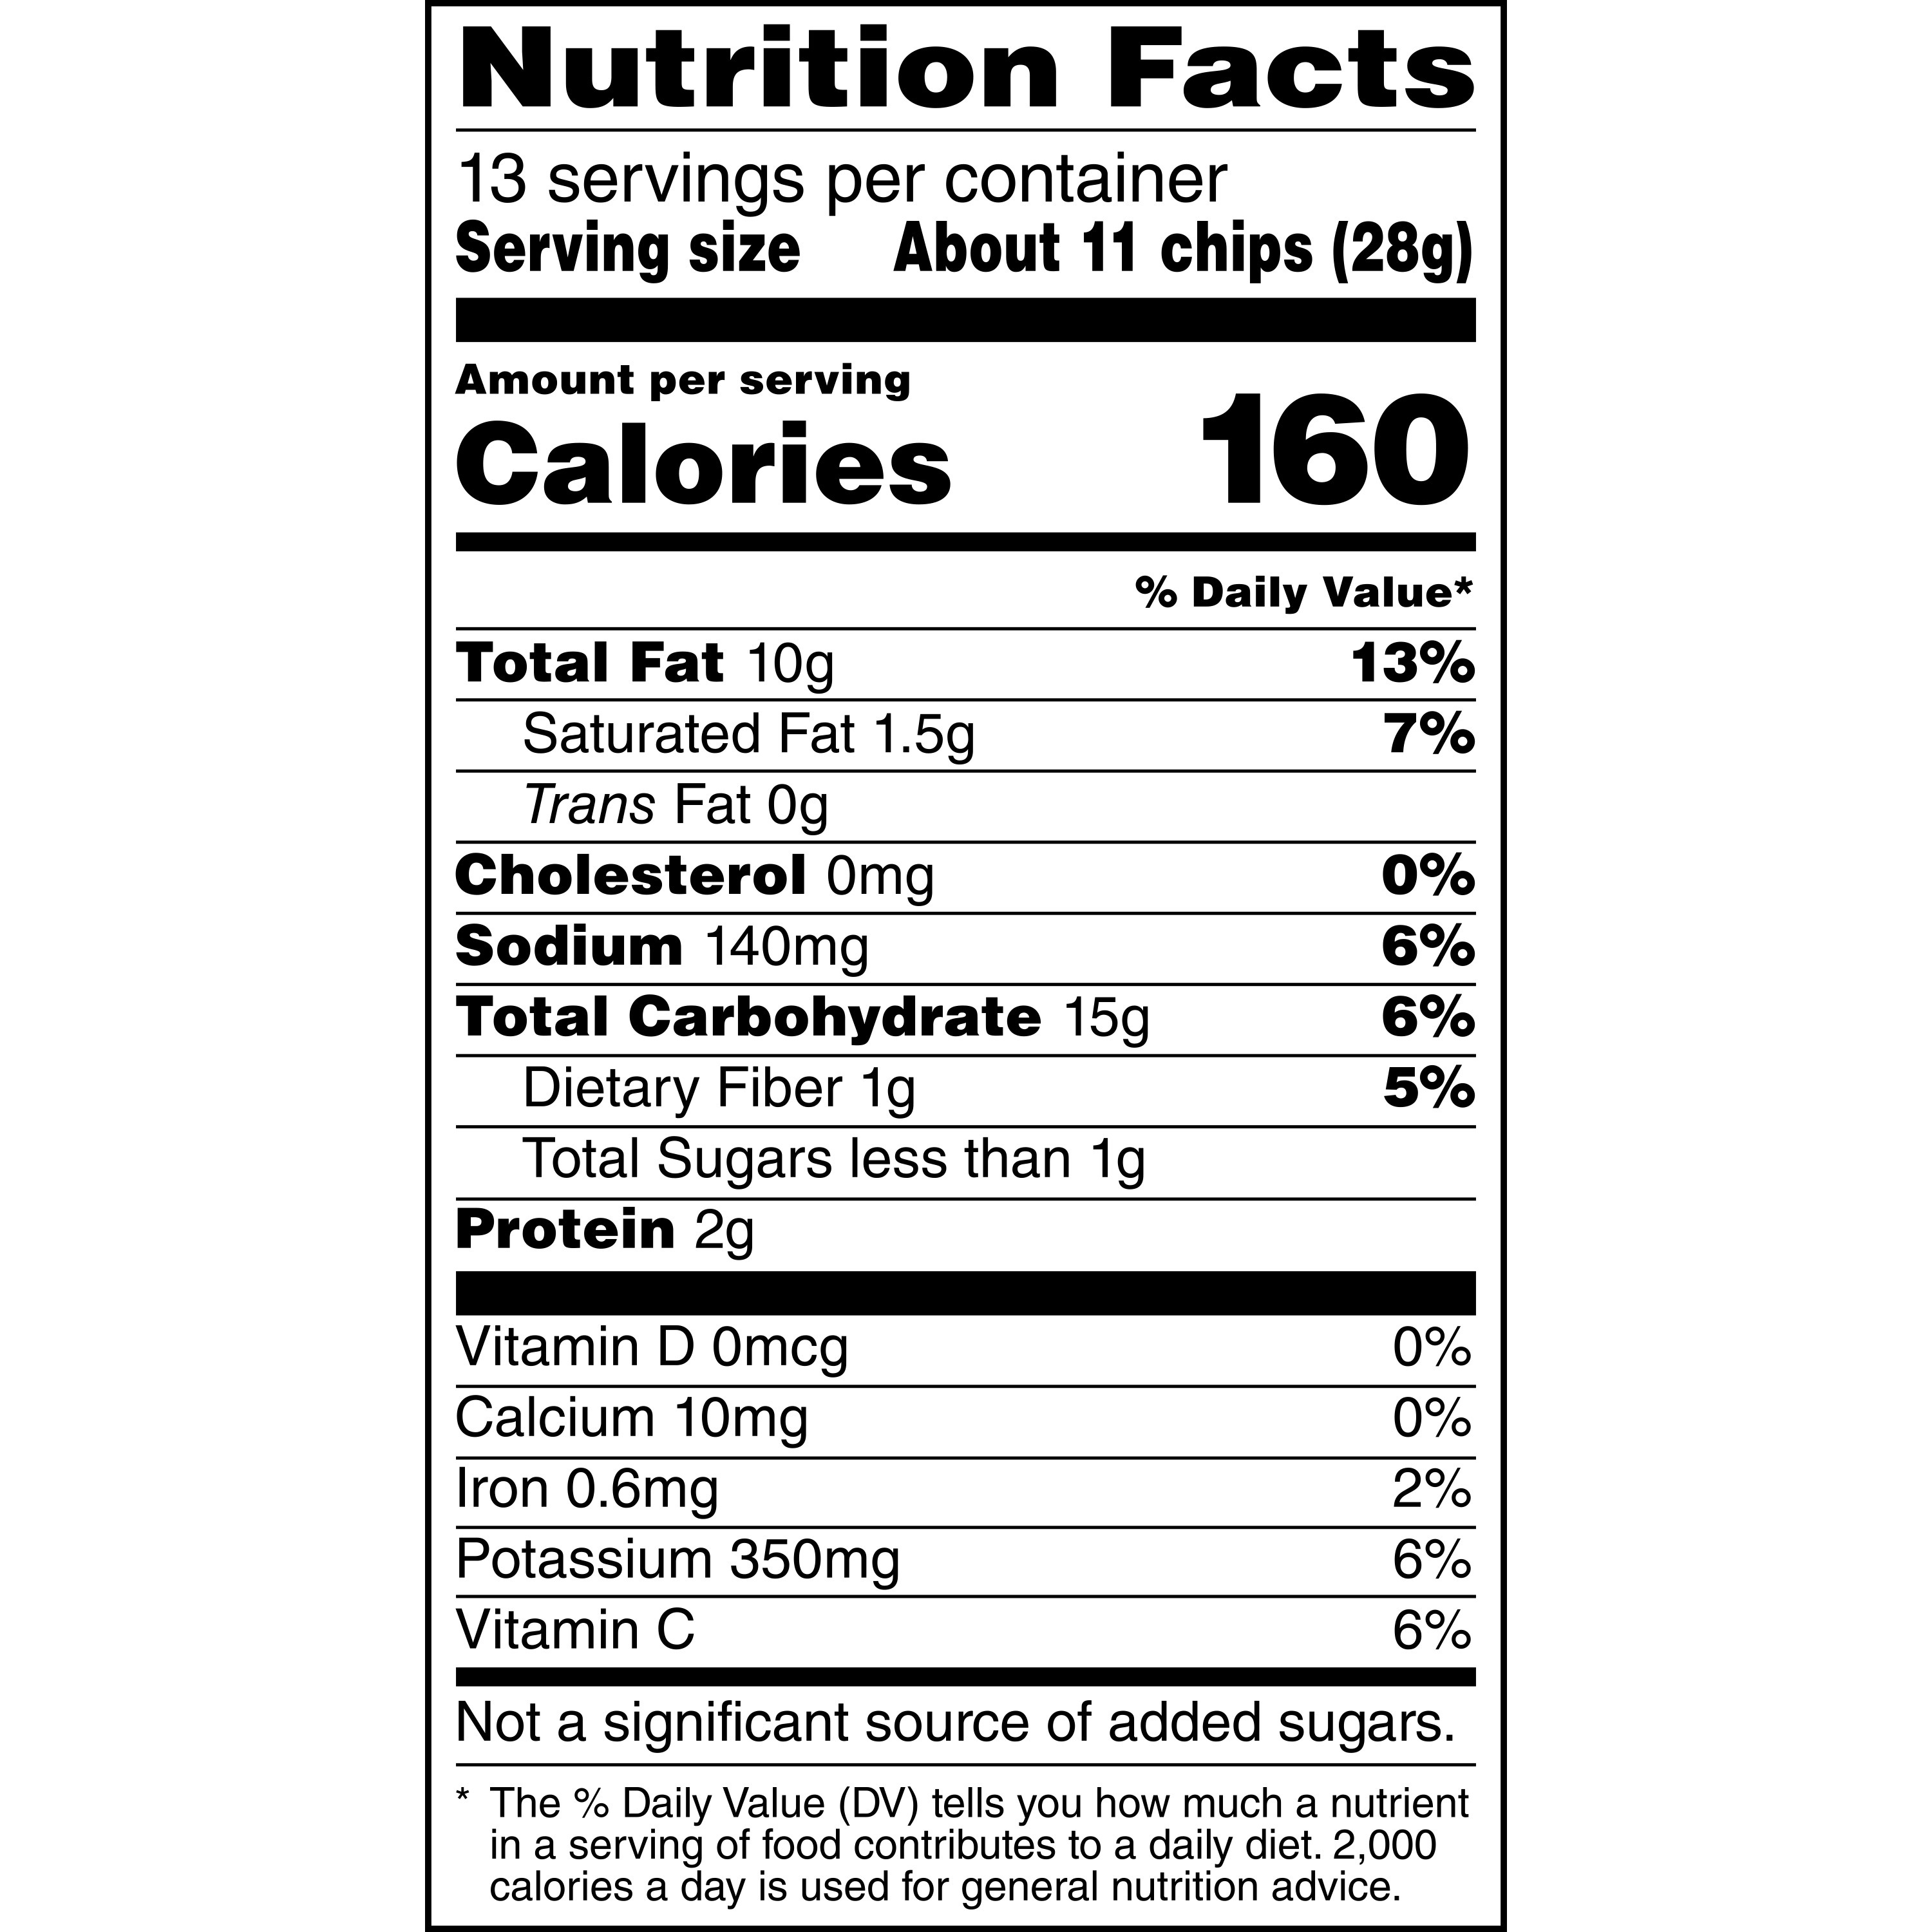 Nutrition Facts
13 servings per container
Serving size About 11 chips (28g)
Amount per serving
Calories 160
% Daily Value*
Total Fat 10g 13%
Saturated Fat 1.5g 7%
Trans Fat 0g
Cholesterol 0mg 0%
Sodium 140mg 6%
Total Carbohydrate 15g 6%
Dietary Fiber 1g 5%
Total Sugars less than 1g
Protein 2g
Vitamin D 0mcg 0%
Calcium 10mg 0%
Iron 0.6mg 2%
Potassium 350mg 6%
Vitamin C 6%
Not a significant source of added sugars.
* The % Daily Value (DV) tells you how much a nutrient
in a serving of food contributes to a daily diet. 2,000
calories a day is used for general nutrition advice.